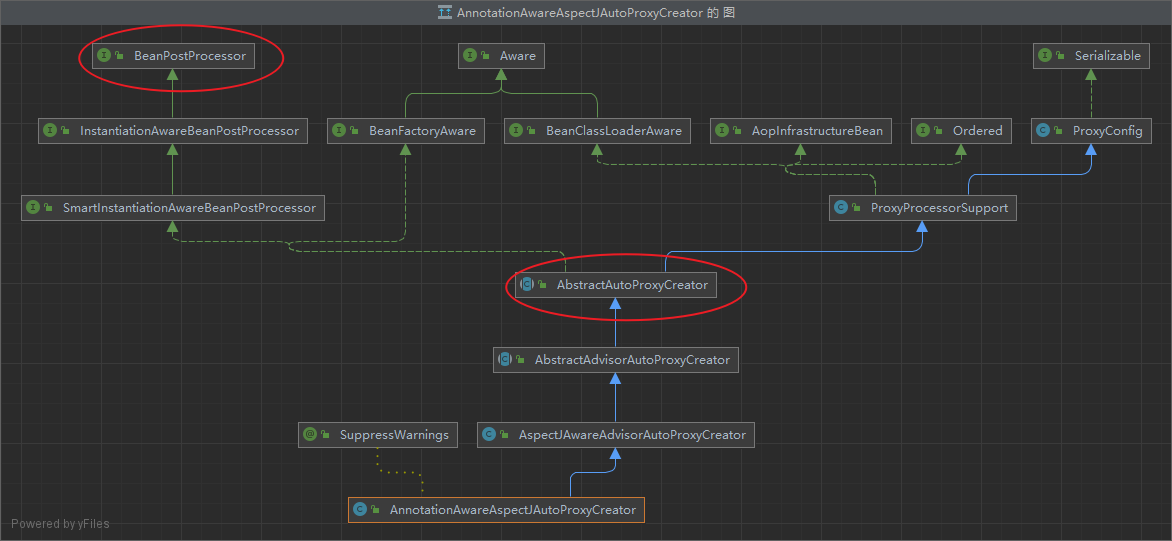 AnnotationAwareAspectJAutoProxyCreator 的 图
BeanPostProcessor
Aware
Serializable
InstantiationAwareBeanPostProcessor
BeanFactoryAware
BeanClassLoaderAware
AopInfrastructureBean
Ordered
ProxyConfig
SmartInstantiationAwareBeanPostProcessor
ProxyProcessorSupport
AbstractAutoProxyCreator
AbstractAdvisorAutoProxyCreator
SuppressWarnings
AspectJAwareAdvisorAutoProxyCreator
AnnotationAwareAspectJAutoProxyCreator
Powered by yFiles